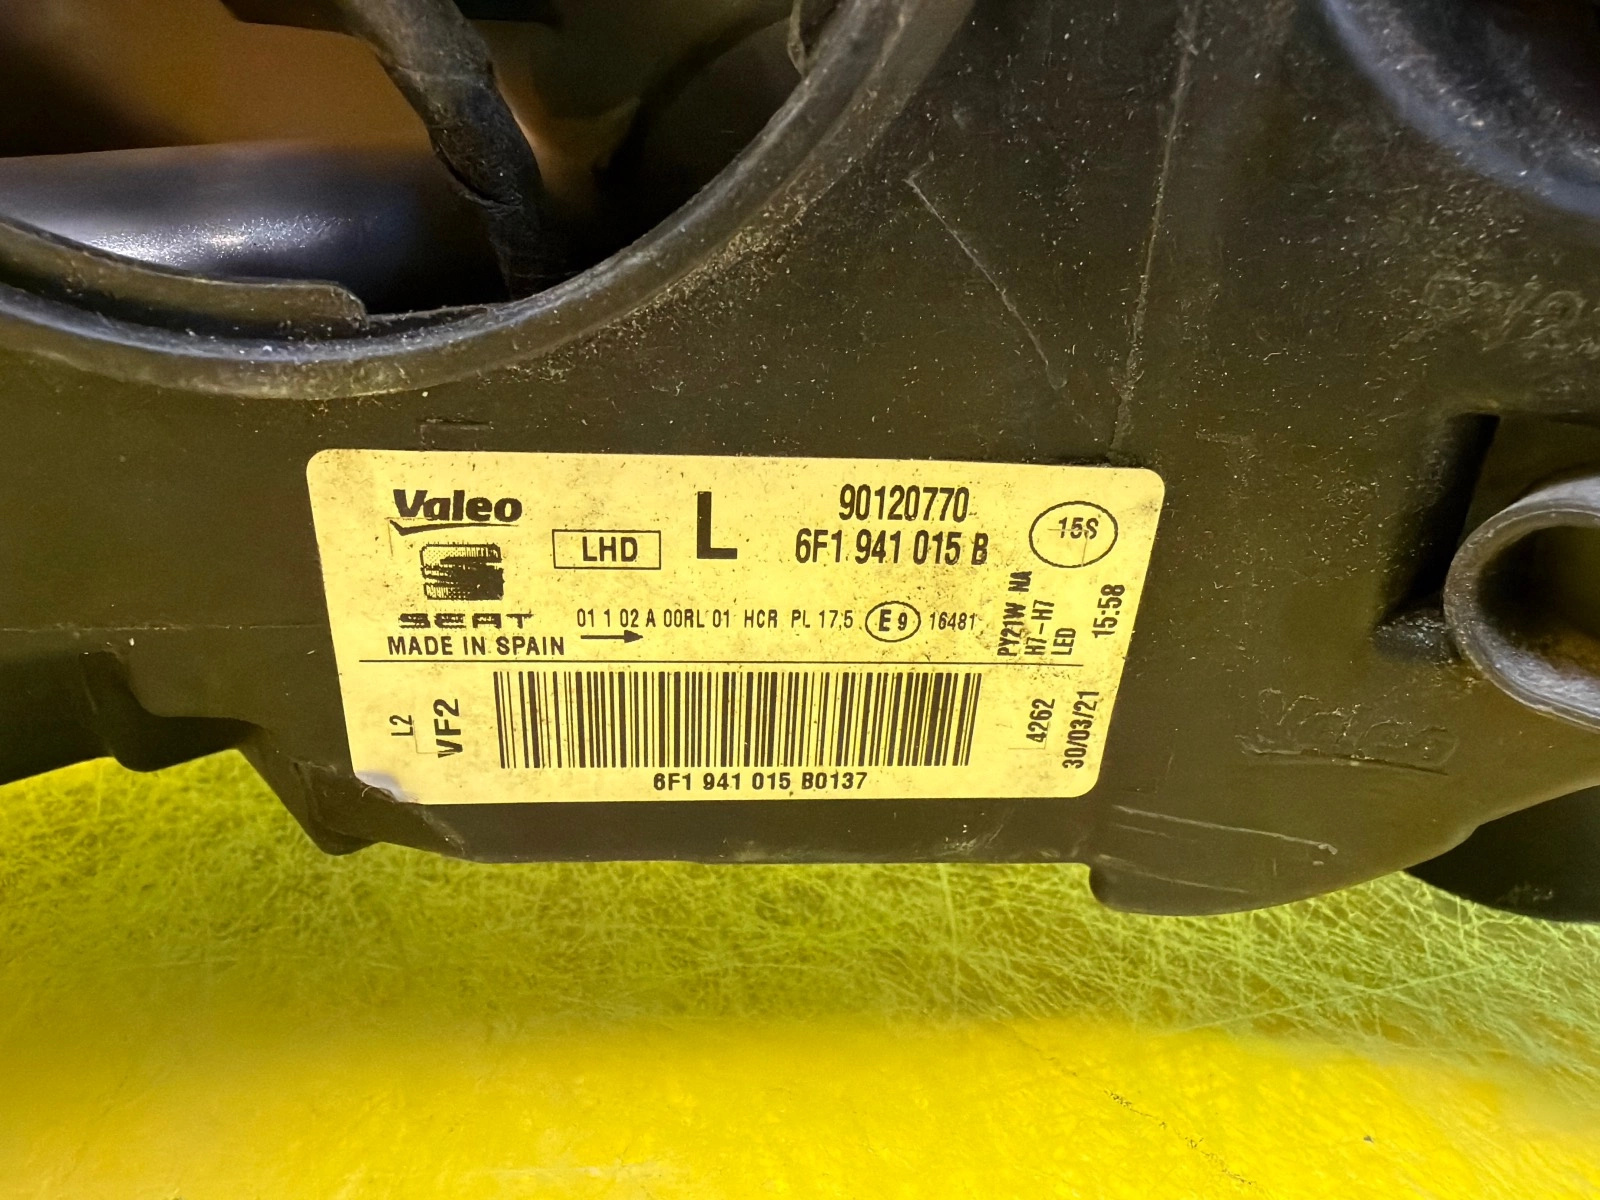 Valeo
SEAT
MADE IN SPAIN
LHD
L
90120770
6F1 941 015 B
15S
01 1 02 A 00RL 01 HCR PL 17,5 E 9 16481
PY21W NA
H7-H7
LED
15:58
L2
VF2
4262
30/03/21
6F1 941 015 B0137